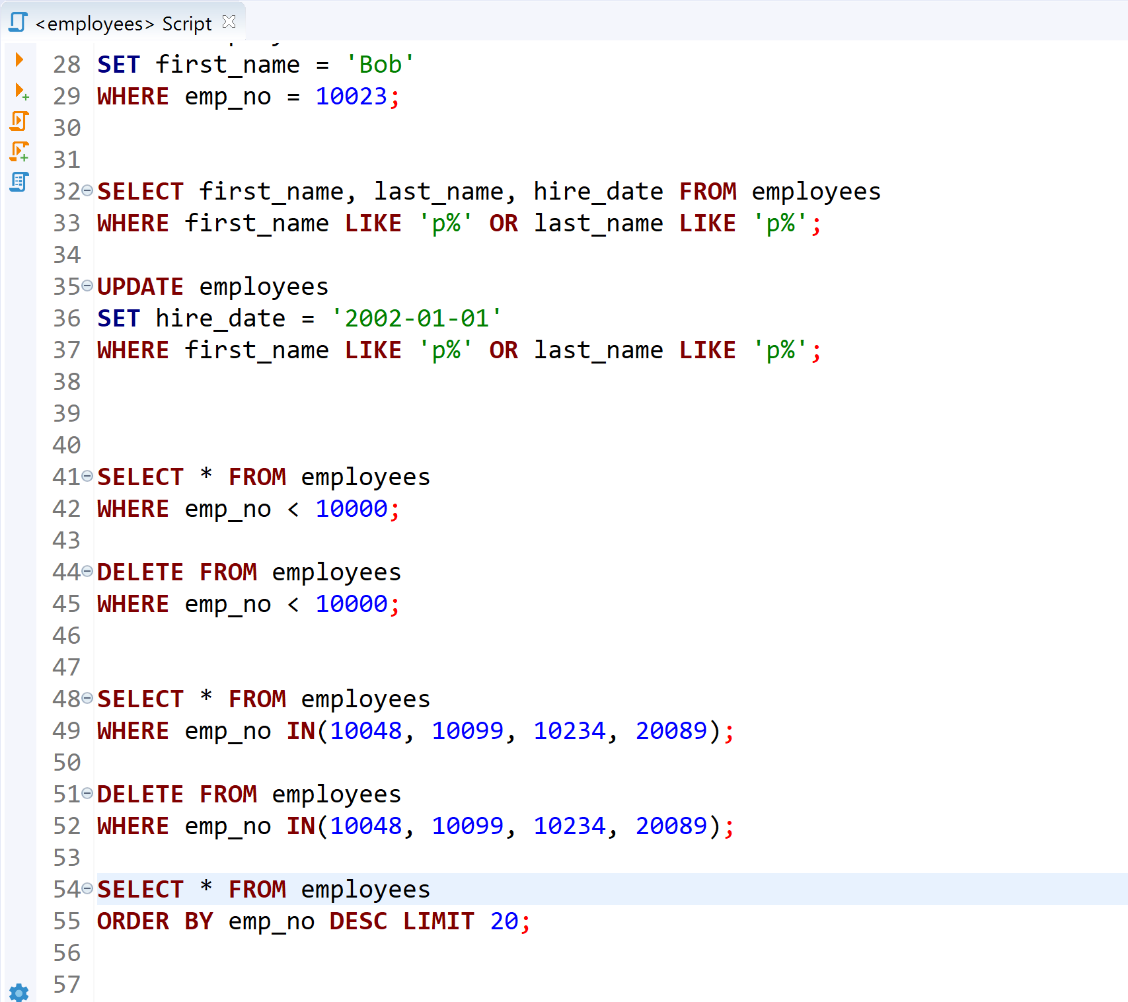 <employees> Script
28 SET first_name = 'Bob'
29 WHERE emp_no = 10023;
30
31
32 SELECT first_name, last_name, hire_date FROM employees
33 WHERE first_name LIKE 'p%' OR last_name LIKE 'p%';
34
35 UPDATE employees
36 SET hire_date = '2002-01-01'
37 WHERE first_name LIKE 'p%' OR last_name LIKE 'p%';
38
39
40
41 SELECT * FROM employees
42 WHERE emp_no < 10000;
43
44 DELETE FROM employees
45 WHERE emp_no < 10000;
46
47
48 SELECT * FROM employees
49 WHERE emp_no IN(10048, 10099, 10234, 20089);
50
51 DELETE FROM employees
52 WHERE emp_no IN(10048, 10099, 10234, 20089);
53
54 SELECT * FROM employees
55 ORDER BY emp_no DESC LIMIT 20;
56
57